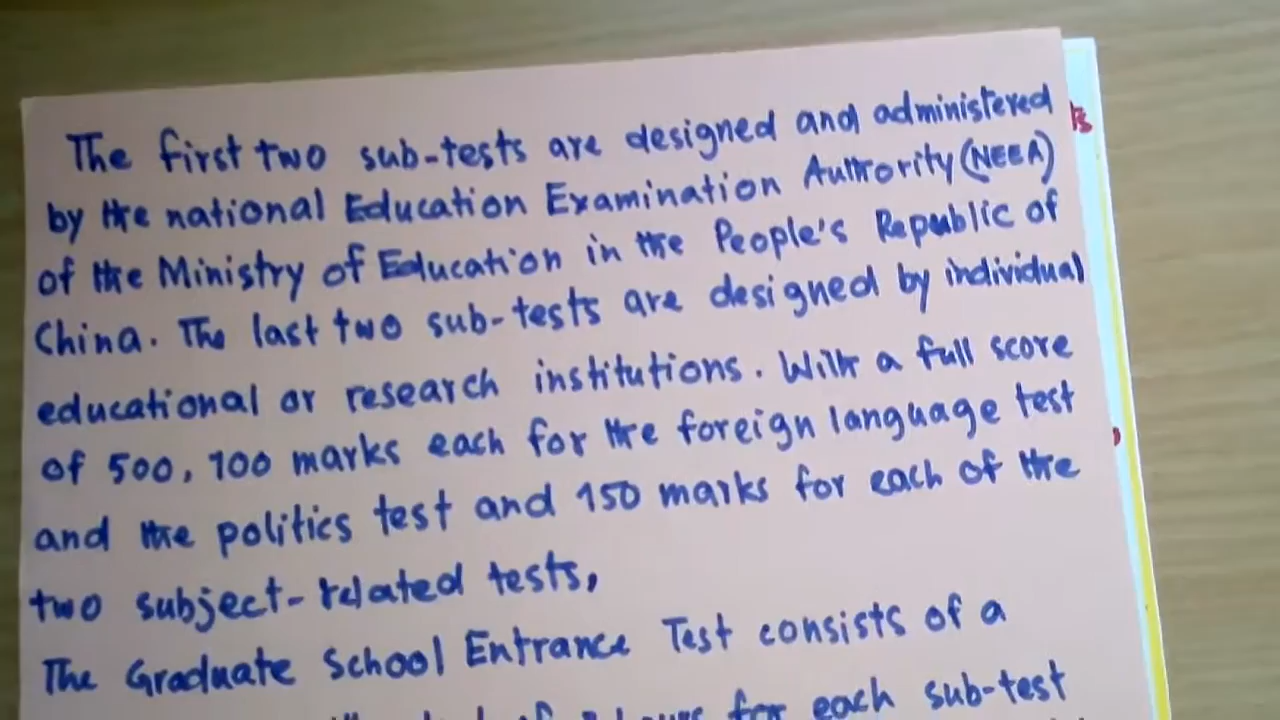 The first two sub-tests are designed and administered
by the national Education Examination Authority (NEEA)
of the Ministry of Education in the People's Republic of
China. The last two sub-tests are designed by individual
educational or research institutions. With a full score
of 500, 100 marks each for the foreign language test
and the politics test and 150 marks for each of the
two subject-related tests,
The Graduate School Entrance Test consists of a
of for each sub-test